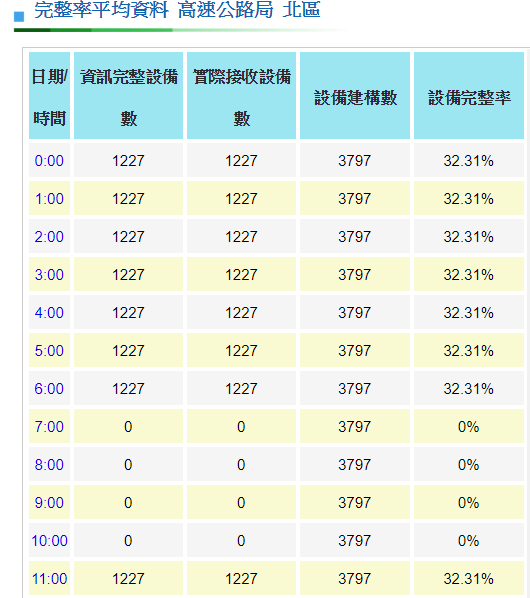 完整率平均資料 高速公路局 北區
日期/時間 資訊完整設備數 實際接收設備數 設備建構數 設備完整率
0:00 1227 1227 3797 32.31%
1:00 1227 1227 3797 32.31%
2:00 1227 1227 3797 32.31%
3:00 1227 1227 3797 32.31%
4:00 1227 1227 3797 32.31%
5:00 1227 1227 3797 32.31%
6:00 1227 1227 3797 32.31%
7:00 0 0 3797 0%
8:00 0 0 3797 0%
9:00 0 0 3797 0%
10:00 0 0 3797 0%
11:00 1227 1227 3797 32.31%